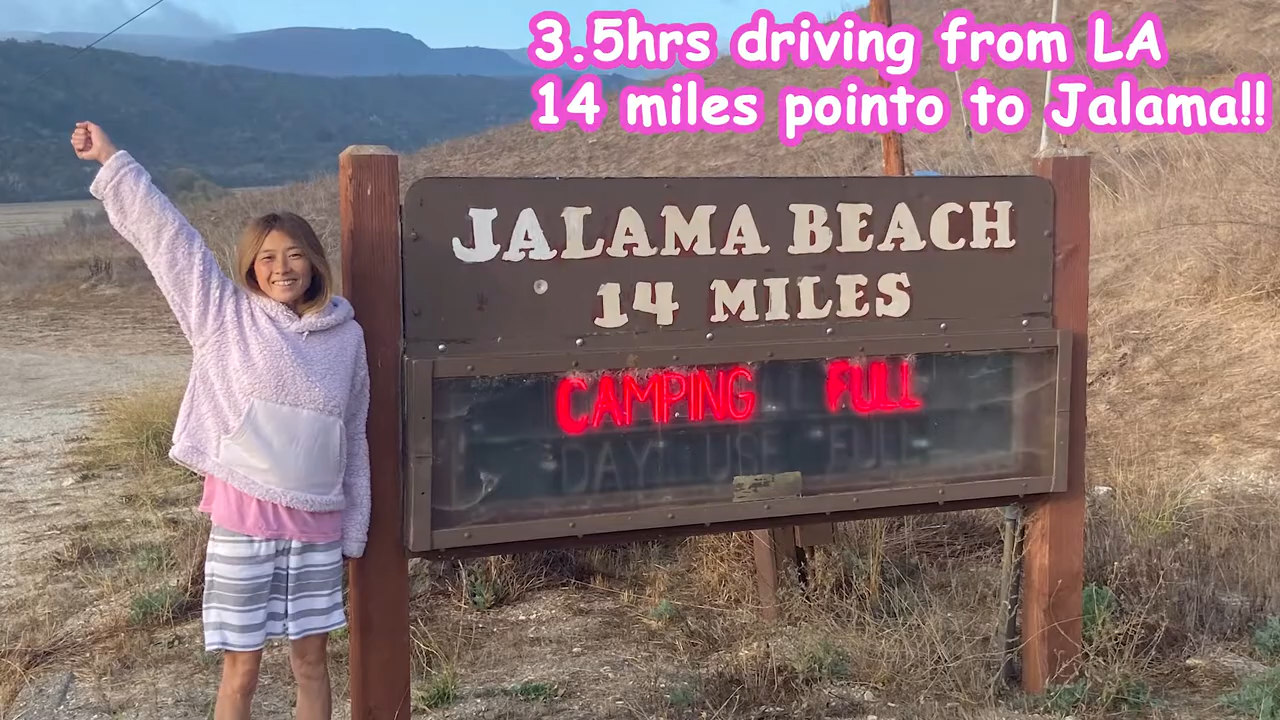 3.5hrs driving from LA
14 miles pointo to Jalama!!
JALAMA BEACH
14 MILES
CAMPING FULL
DAY USE FULL